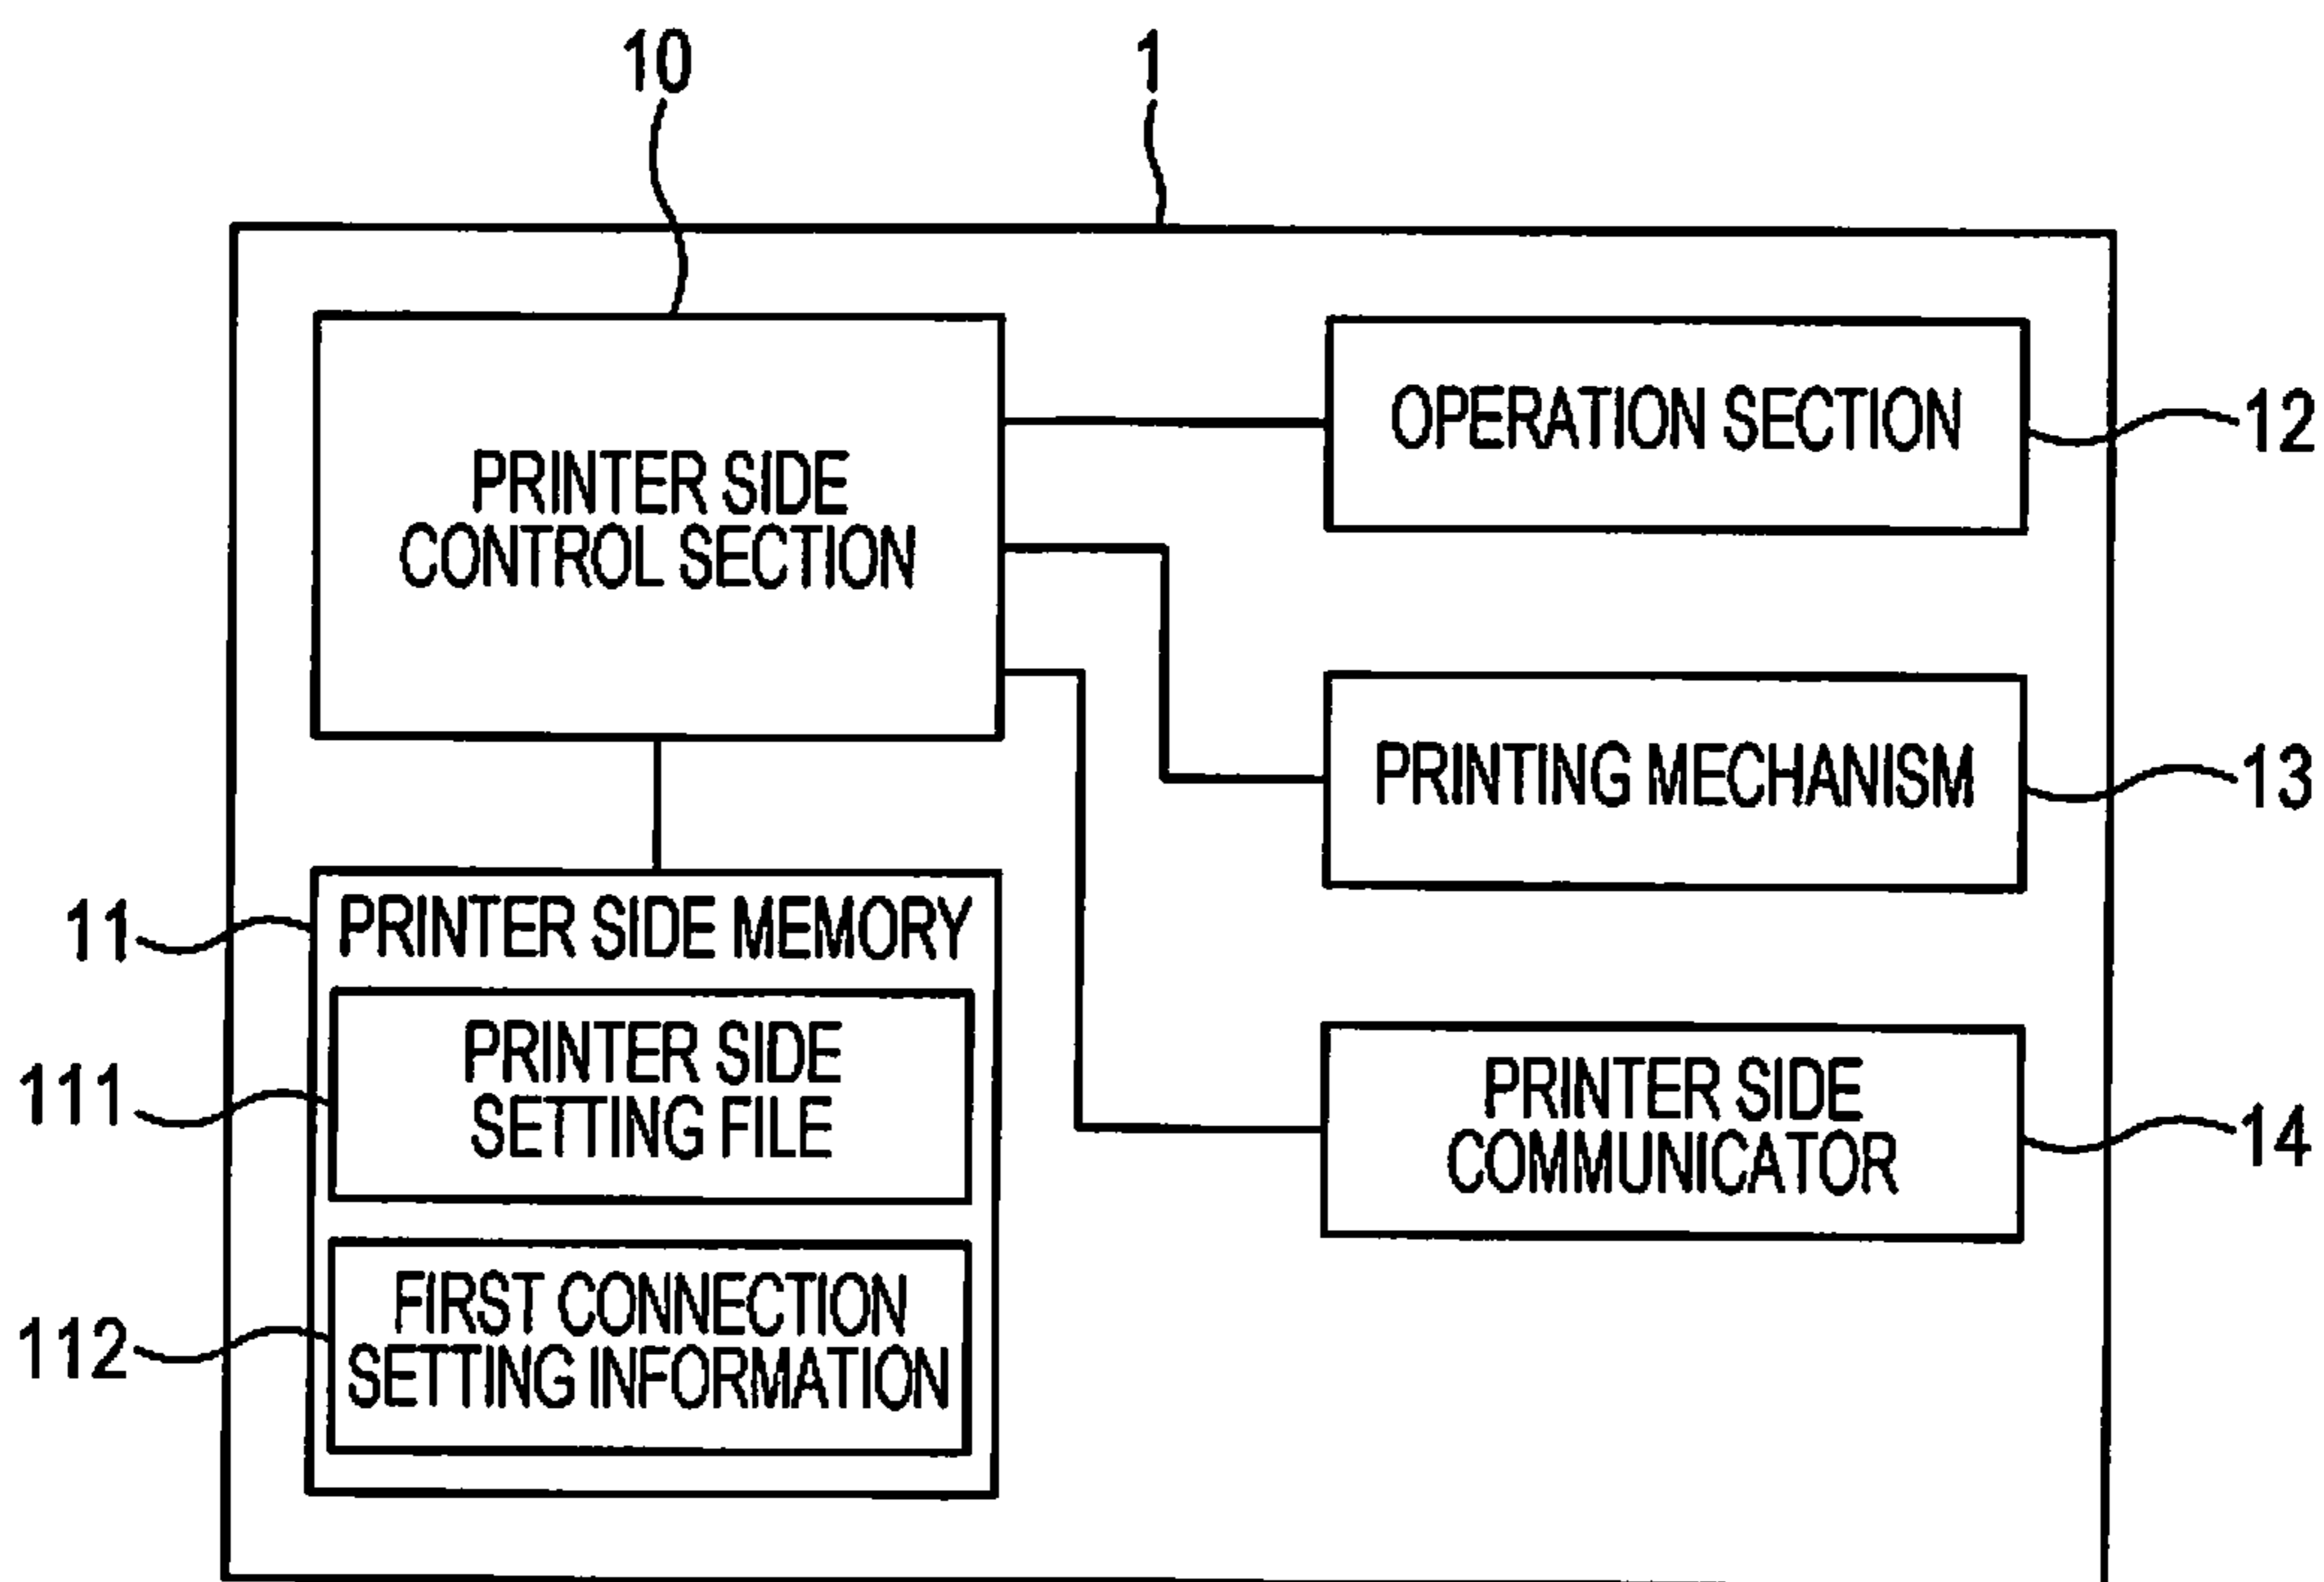 10
1
PRINTER SIDE
CONTROL SECTION
OPERATION SECTION
12
PRINTING MECHANISM
13
11
PRINTER SIDE MEMORY
111
PRINTER SIDE
SETTING FILE
112
FIRST CONNECTION
SETTING INFORMATION
PRINTER SIDE
COMMUNICATOR
14